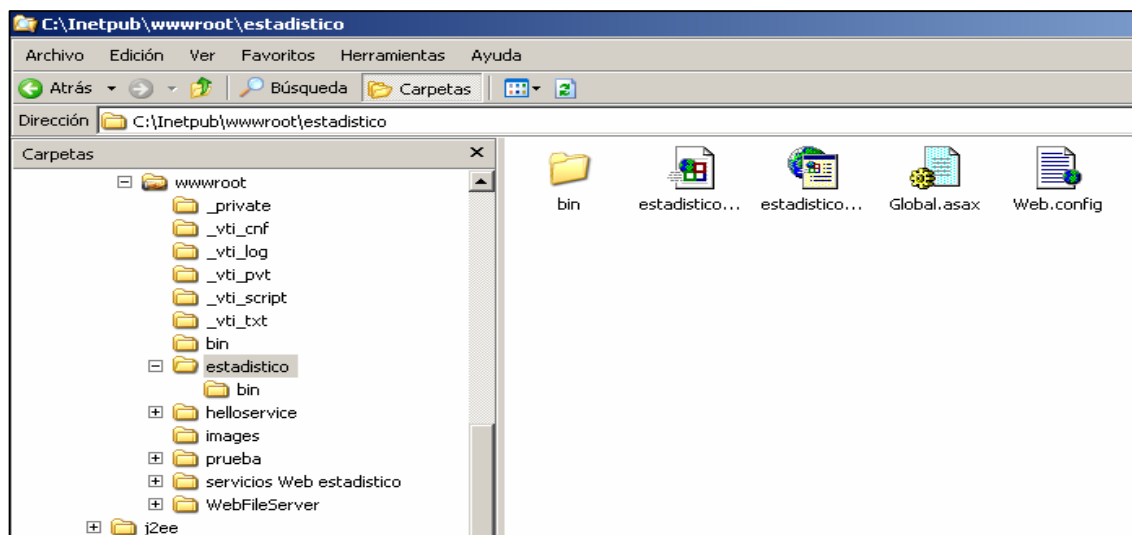 C:\Inetpub\wwwroot\estadistico
Archivo Edición Ver Favoritos Herramientas Ayuda
Atrás Búsqueda Carpetas
Dirección C:\Inetpub\wwwroot\estadistico
Carpetas
wwwroot
_private
_vti_cnf
_vti_log
_vti_pvt
_vti_script
_vti_txt
bin
estadistico
bin
helloservice
images
prueba
servicios Web estadistico
WebFileServer
j2ee
bin estadistico... estadistico... Global.asax Web.config